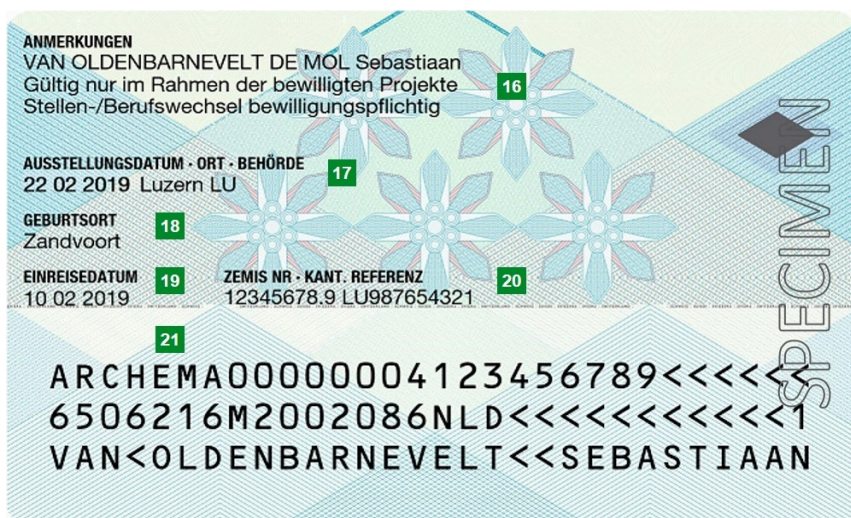 ANMERKUNGEN
VAN OLDENBARNEVELT DE MOL Sebastiaan
Gültig nur im Rahmen der bewilligten Projekte
16
Stellen-/Berufswechsel bewilligungspflichtig
AUSSTELLUNGSDATUM · ORT · BEHÖRDE
17
22 02 2019 Luzern LU
GEBURTSORT
18
Zandvoort
EINREISEDATUM
19
ZEMIS NR · KANT. REFERENZ
20
10 02 2019
12345678.9 LU987654321
21
ARCHEMA00000004123456789<<<<<<
6506216M2002086NLD<<<<<<<<<<<1
VAN<OLDENBARNEVELT<<SEBASTIAAN
SPECIMEN